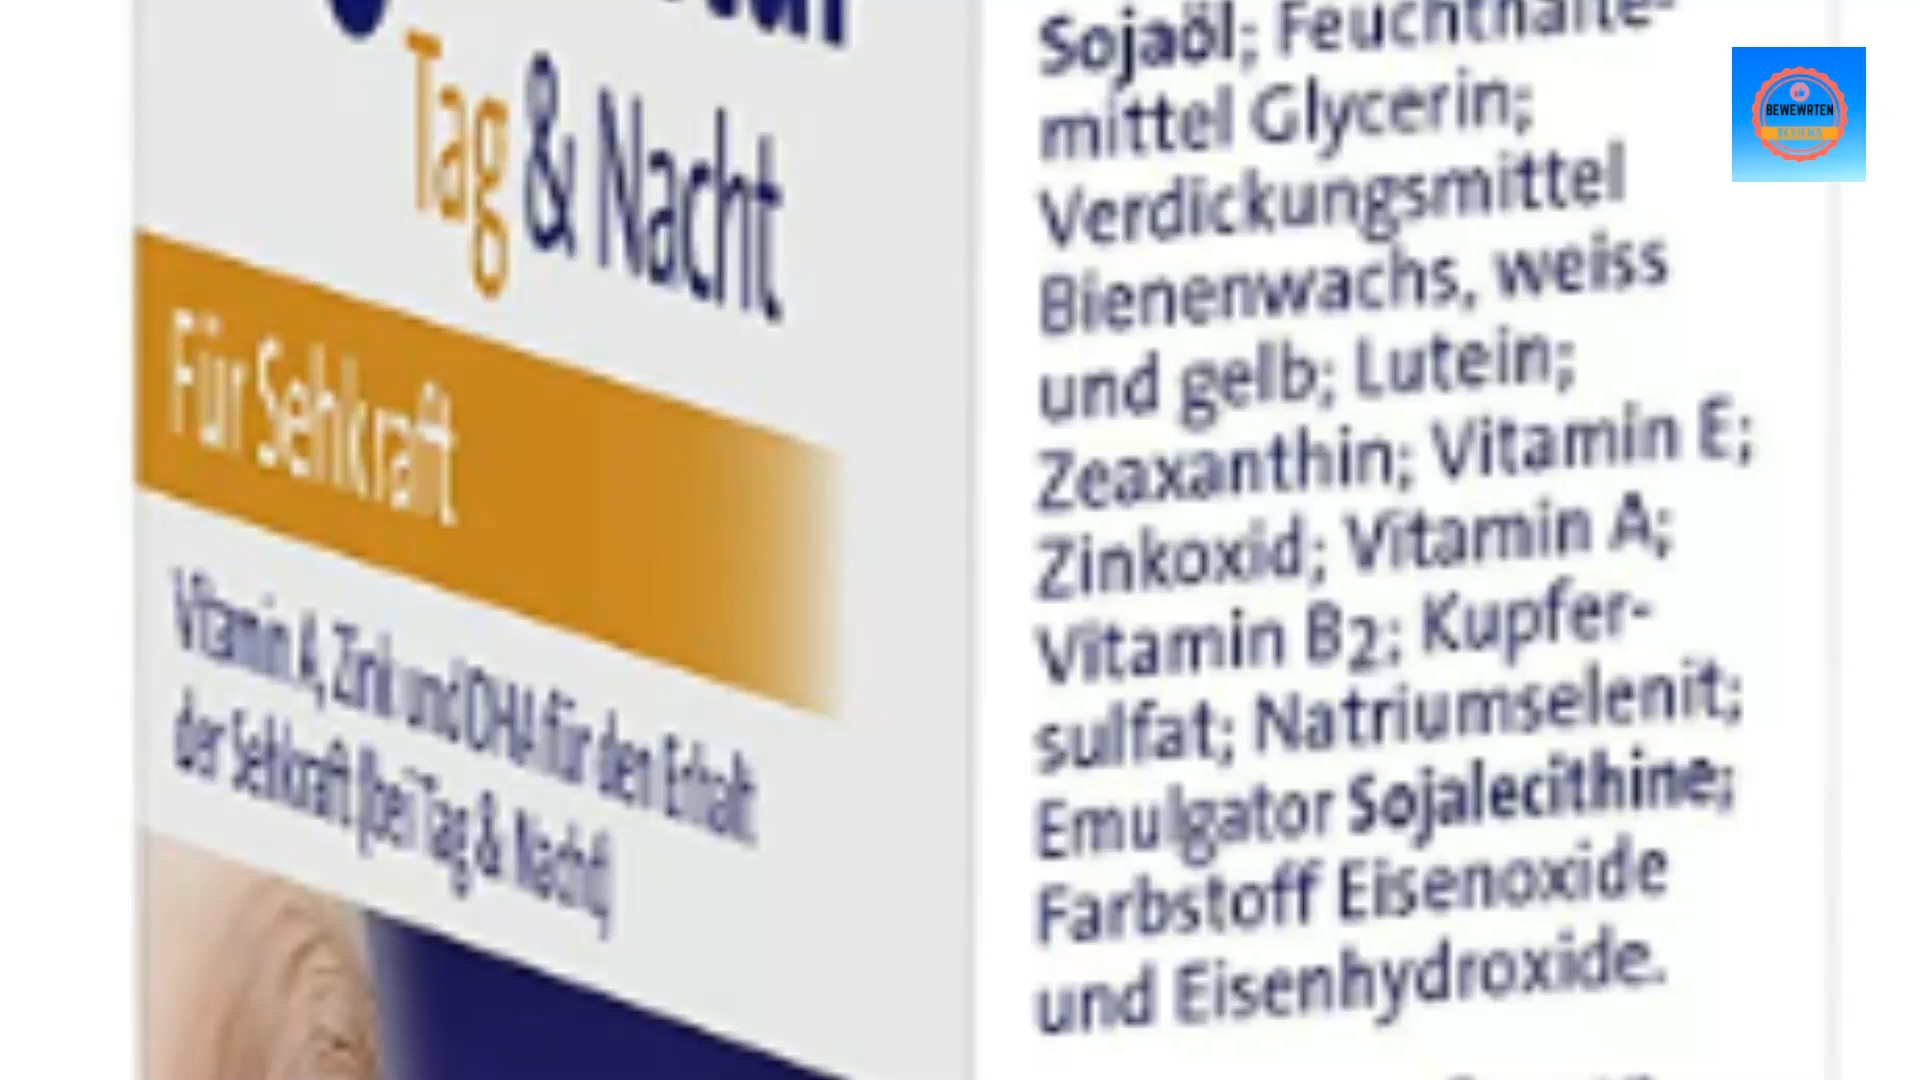 Tag & Nacht
Für Sehkraft
Vitamin A, Zink und DHA für den Erhalt
der Sehkraft (bei Tag & Nacht)
Sojaöl; Feuchthalte-
mittel Glycerin;
Verdickungsmittel
Bienenwachs, weiss
und gelb; Lutein;
Zeaxanthin; Vitamin E;
Zinkoxid; Vitamin A;
Vitamin B2; Kupfer-
sulfat; Natriumselenit;
Emulgator Sojalecithine;
Farbstoff Eisenoxide
und Eisenhydroxide.
BEWEWRTEN
REVIEWS